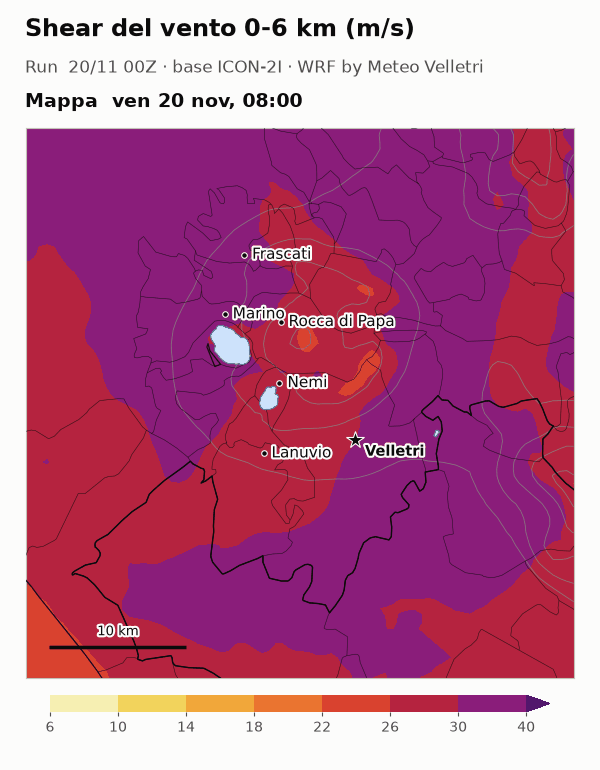 Shear del vento 0-6 km (m/s)
Run  20/11 00Z · base ICON-2I · WRF by Meteo Velletri
Mappa  ven 20 nov, 08:00
Frascati
Marino
Rocca di Papa
Nemi
Lanuvio
Velletri
10 km
6 10 14 18 22 26 30 40